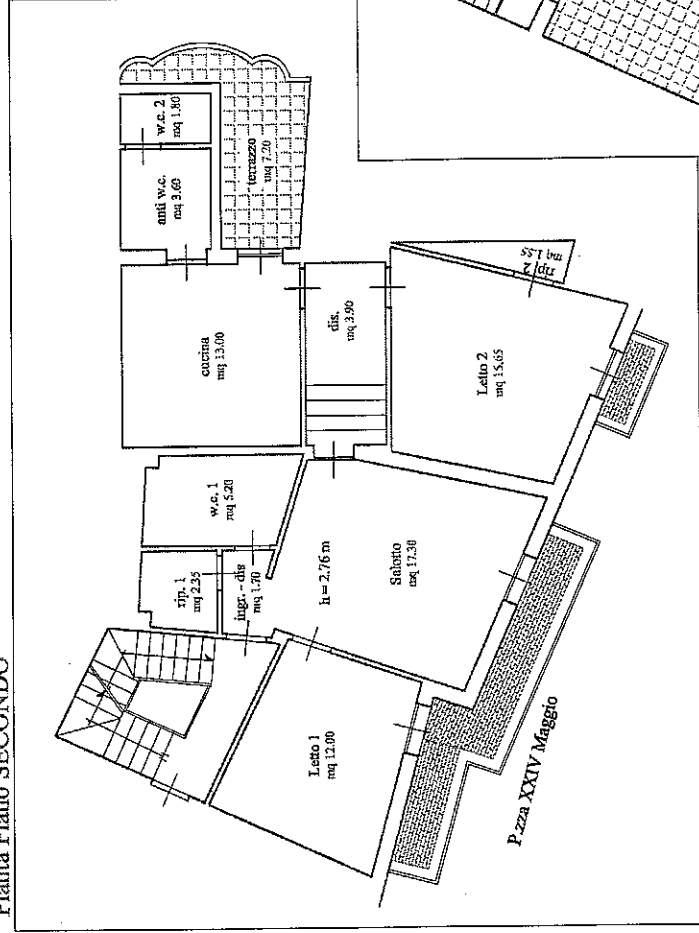 Pianta Piano SECONDO
w.c. 2
mq 1.80
anti w.c.
mq 3.60
terrazzo
mq 7.20
cucina
mq 13.00
dis.
mq 3.90
rip. 2
mq 1.55
Letto 2
mq 15.65
w.c. 1
mq 5.20
rip. 1
mq 2.35
ingr. - dis
mq 1.70
h = 2.76 m
Salotto
mq 17.30
Letto 1
mq 12.00
P.zza XXIV Maggio